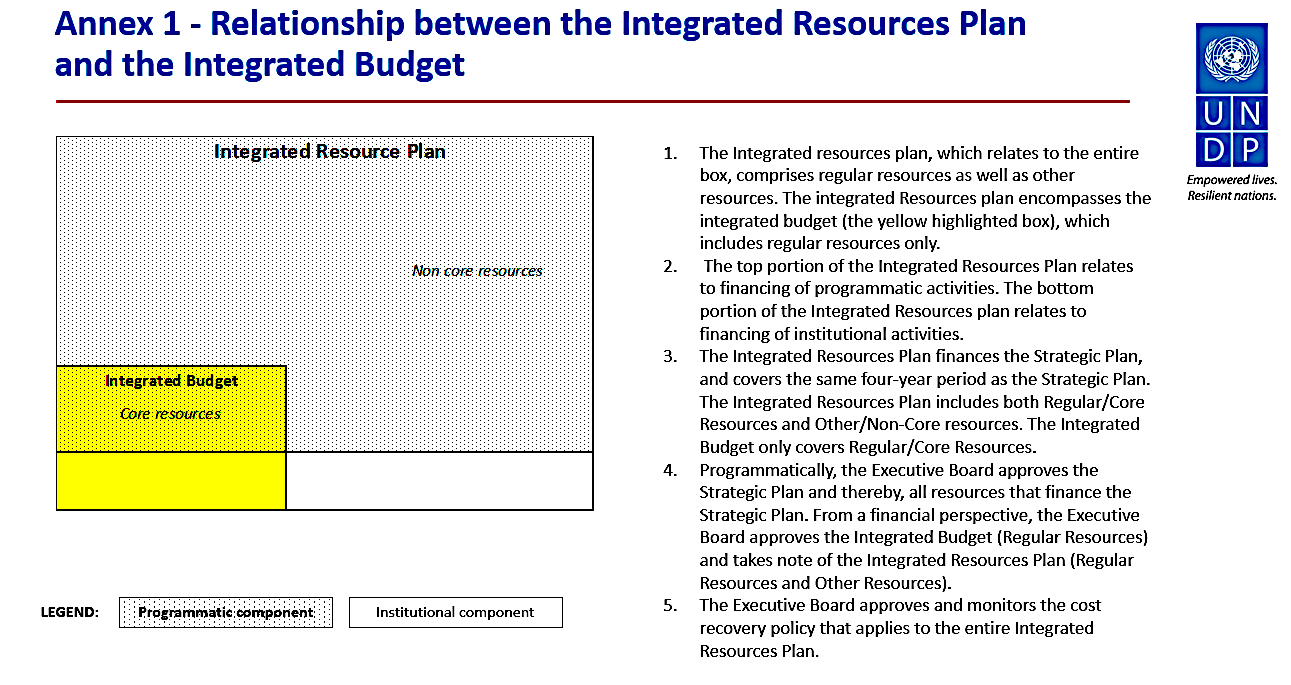 Annex 1 - Relationship between the Integrated Resources Plan
and the Integrated Budget
UN
DP
Empowered lives.
Resilient nations.
Integrated Resource Plan
Non core resources
Integrated Budget
Core resources
LEGEND:
Programmatic component
Institutional component
1. The Integrated resources plan, which relates to the entire
box, comprises regular resources as well as other
resources. The integrated Resources plan encompasses the
integrated budget (the yellow highlighted box), which
includes regular resources only.
2. The top portion of the Integrated Resources Plan relates
to financing of programmatic activities. The bottom
portion of the Integrated Resources plan relates to
financing of institutional activities.
3. The Integrated Resources Plan finances the Strategic Plan,
and covers the same four-year period as the Strategic Plan.
The Integrated Resources Plan includes both Regular/Core
Resources and Other/Non-Core resources. The Integrated
Budget only covers Regular/Core Resources.
4. Programmatically, the Executive Board approves the
Strategic Plan and thereby, all resources that finance the
Strategic Plan. From a financial perspective, the Executive
Board approves the Integrated Budget (Regular Resources)
and takes note of the Integrated Resources Plan (Regular
Resources and Other Resources).
5. The Executive Board approves and monitors the cost
recovery policy that applies to the entire Integrated
Resources Plan.